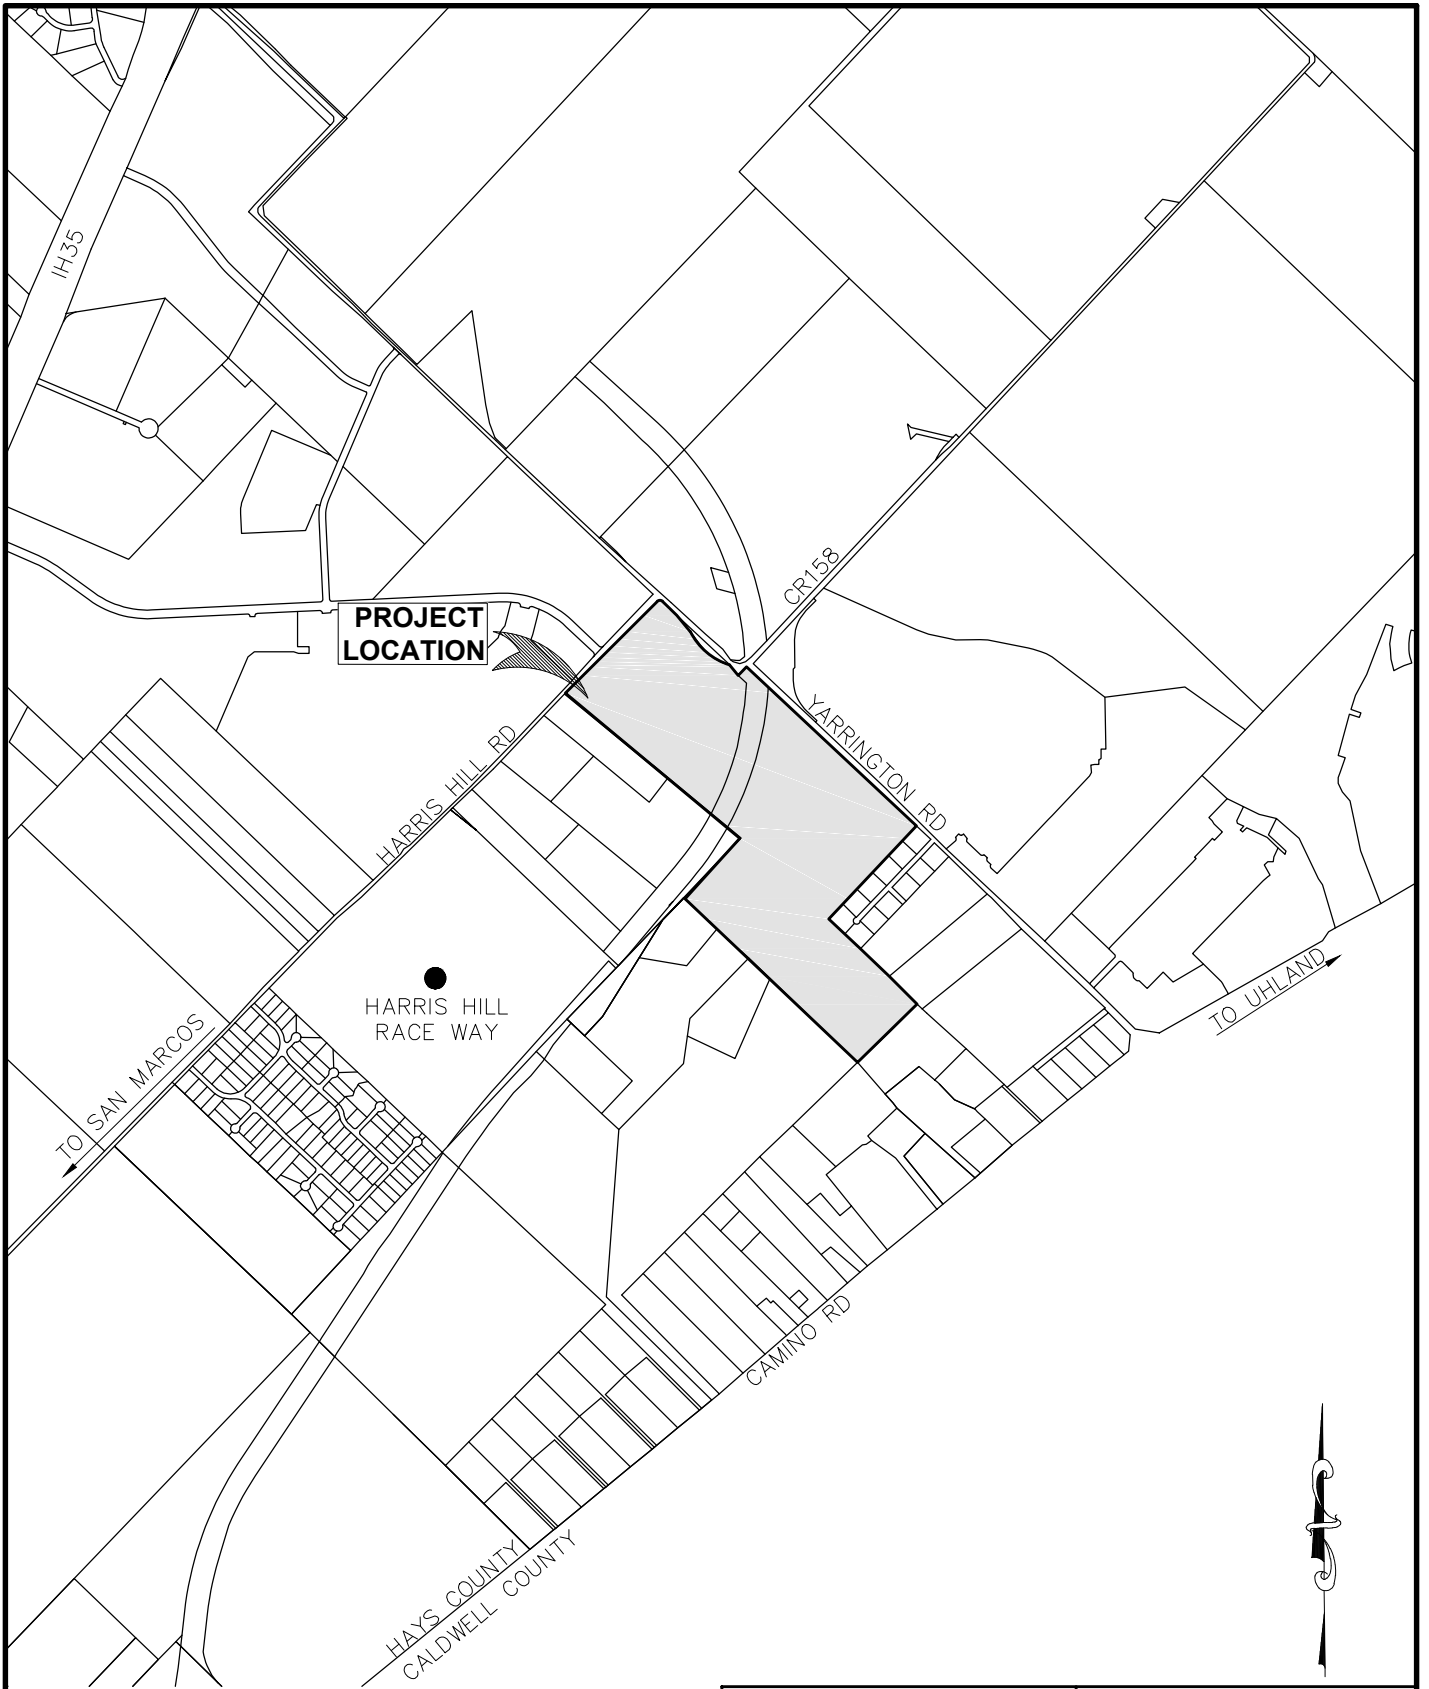 IH35
CR158
PROJECT
LOCATION
YARRINGTON RD
HARRIS HILL RD
HARRIS HILL
RACE WAY
TO UHLAND
TO SAN MARCOS
CAMINO RD
HAYS COUNTY
CALDWELL COUNTY